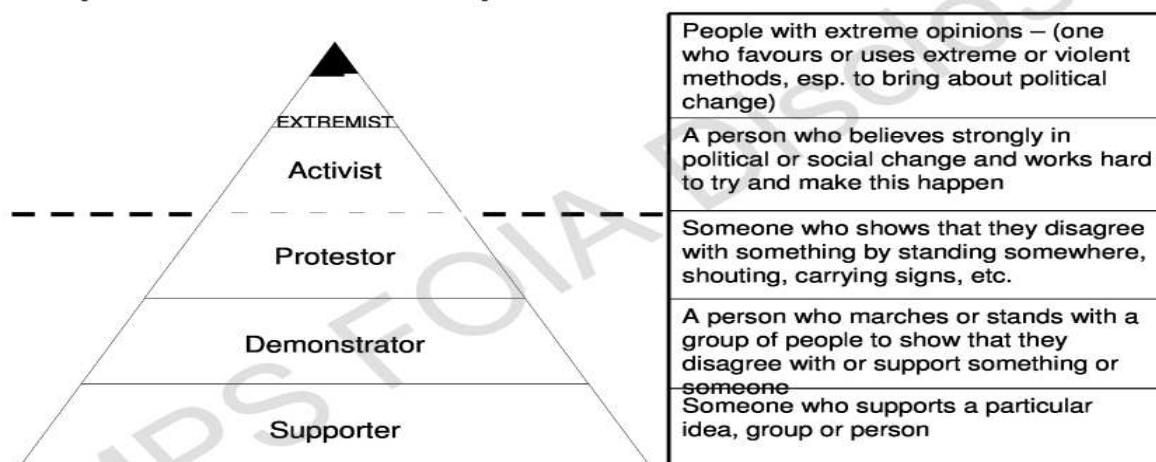 EXTREMIST
Activist
Protestor
Demonstrator
Supporter
People with extreme opinions – (one
who favours or uses extreme or violent
methods, esp. to bring about political
change)
A person who believes strongly in
political or social change and works hard
to try and make this happen
Someone who shows that they disagree
with something by standing somewhere,
shouting, carrying signs, etc.
A person who marches or stands with a
group of people to show that they
disagree with or support something or
someone
Someone who supports a particular
idea, group or person
MPS FOIA Disclos